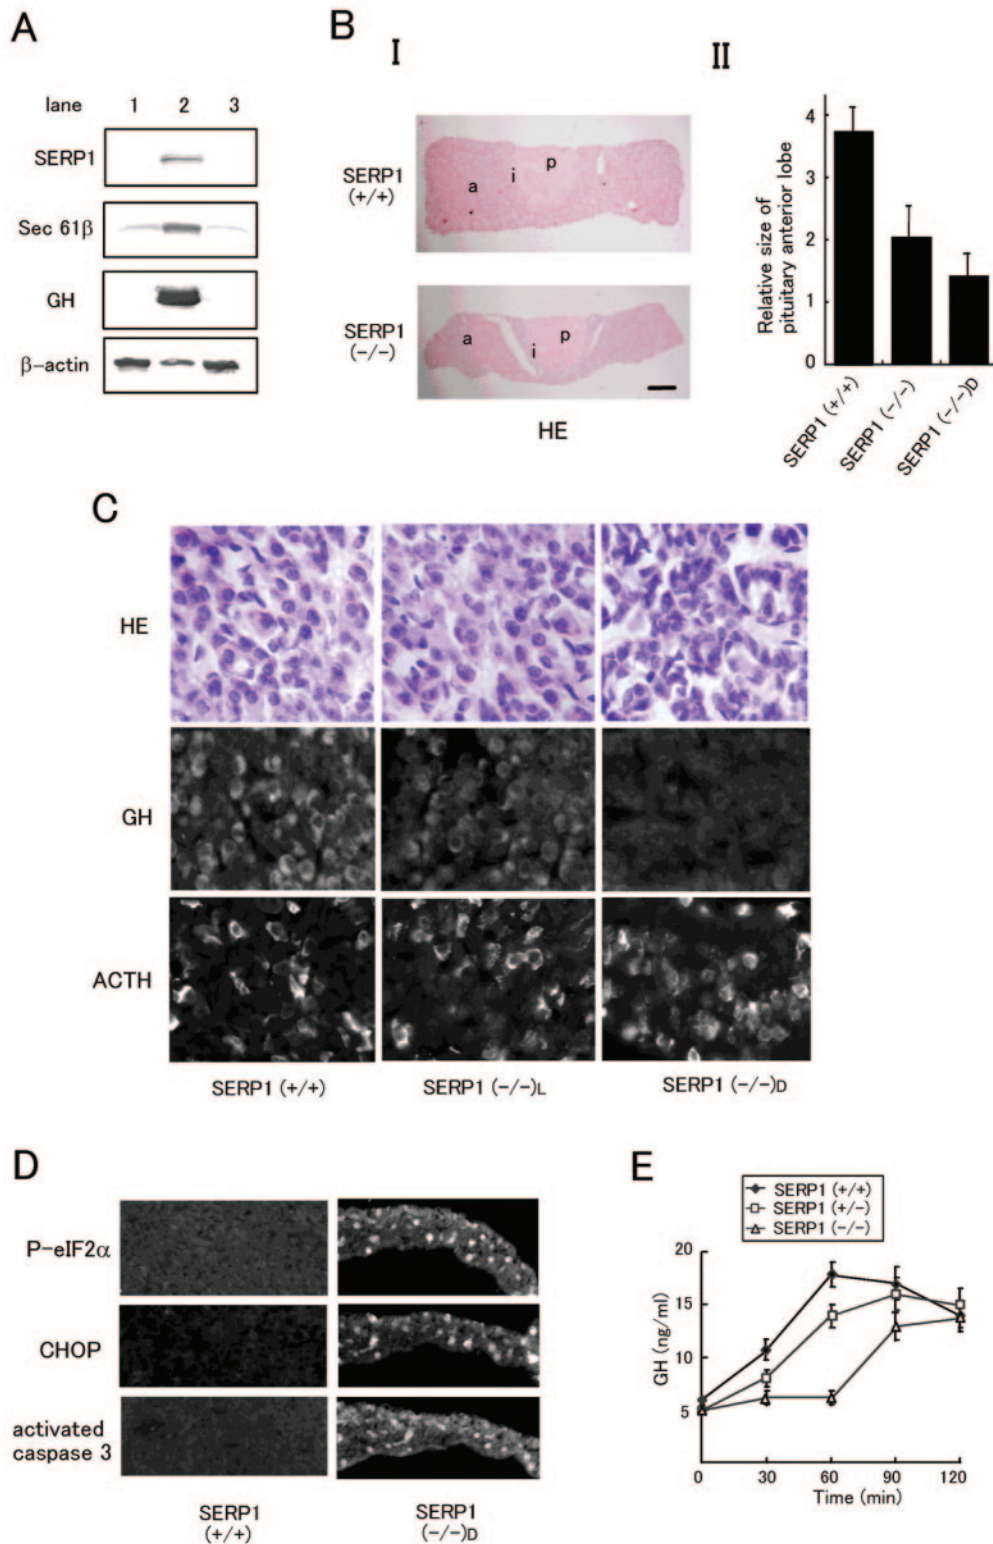 A
lane 1 2 3
SERP1
Sec 61β
GH
β-actin
B
I
SERP1
(+/+)
a i p
SERP1
(-/-)
a i p
HE
II
Relative size of
pituitary anterior lobe
4
3
2
1
0
SERP1 (+/+)
SERP1 (-/-)
SERP1 (-/-)D
C
HE
GH
ACTH
SERP1 (+/+) SERP1 (-/-)L SERP1 (-/-)D
D
P-eIF2α
CHOP
activated
caspase 3
SERP1
(+/+)
SERP1
(-/-)D
E
SERP1 (+/+)
SERP1 (+/-)
SERP1 (-/-)
GH (ng/ml)
20
15
10
5
0 30 60 90 120
Time (min)